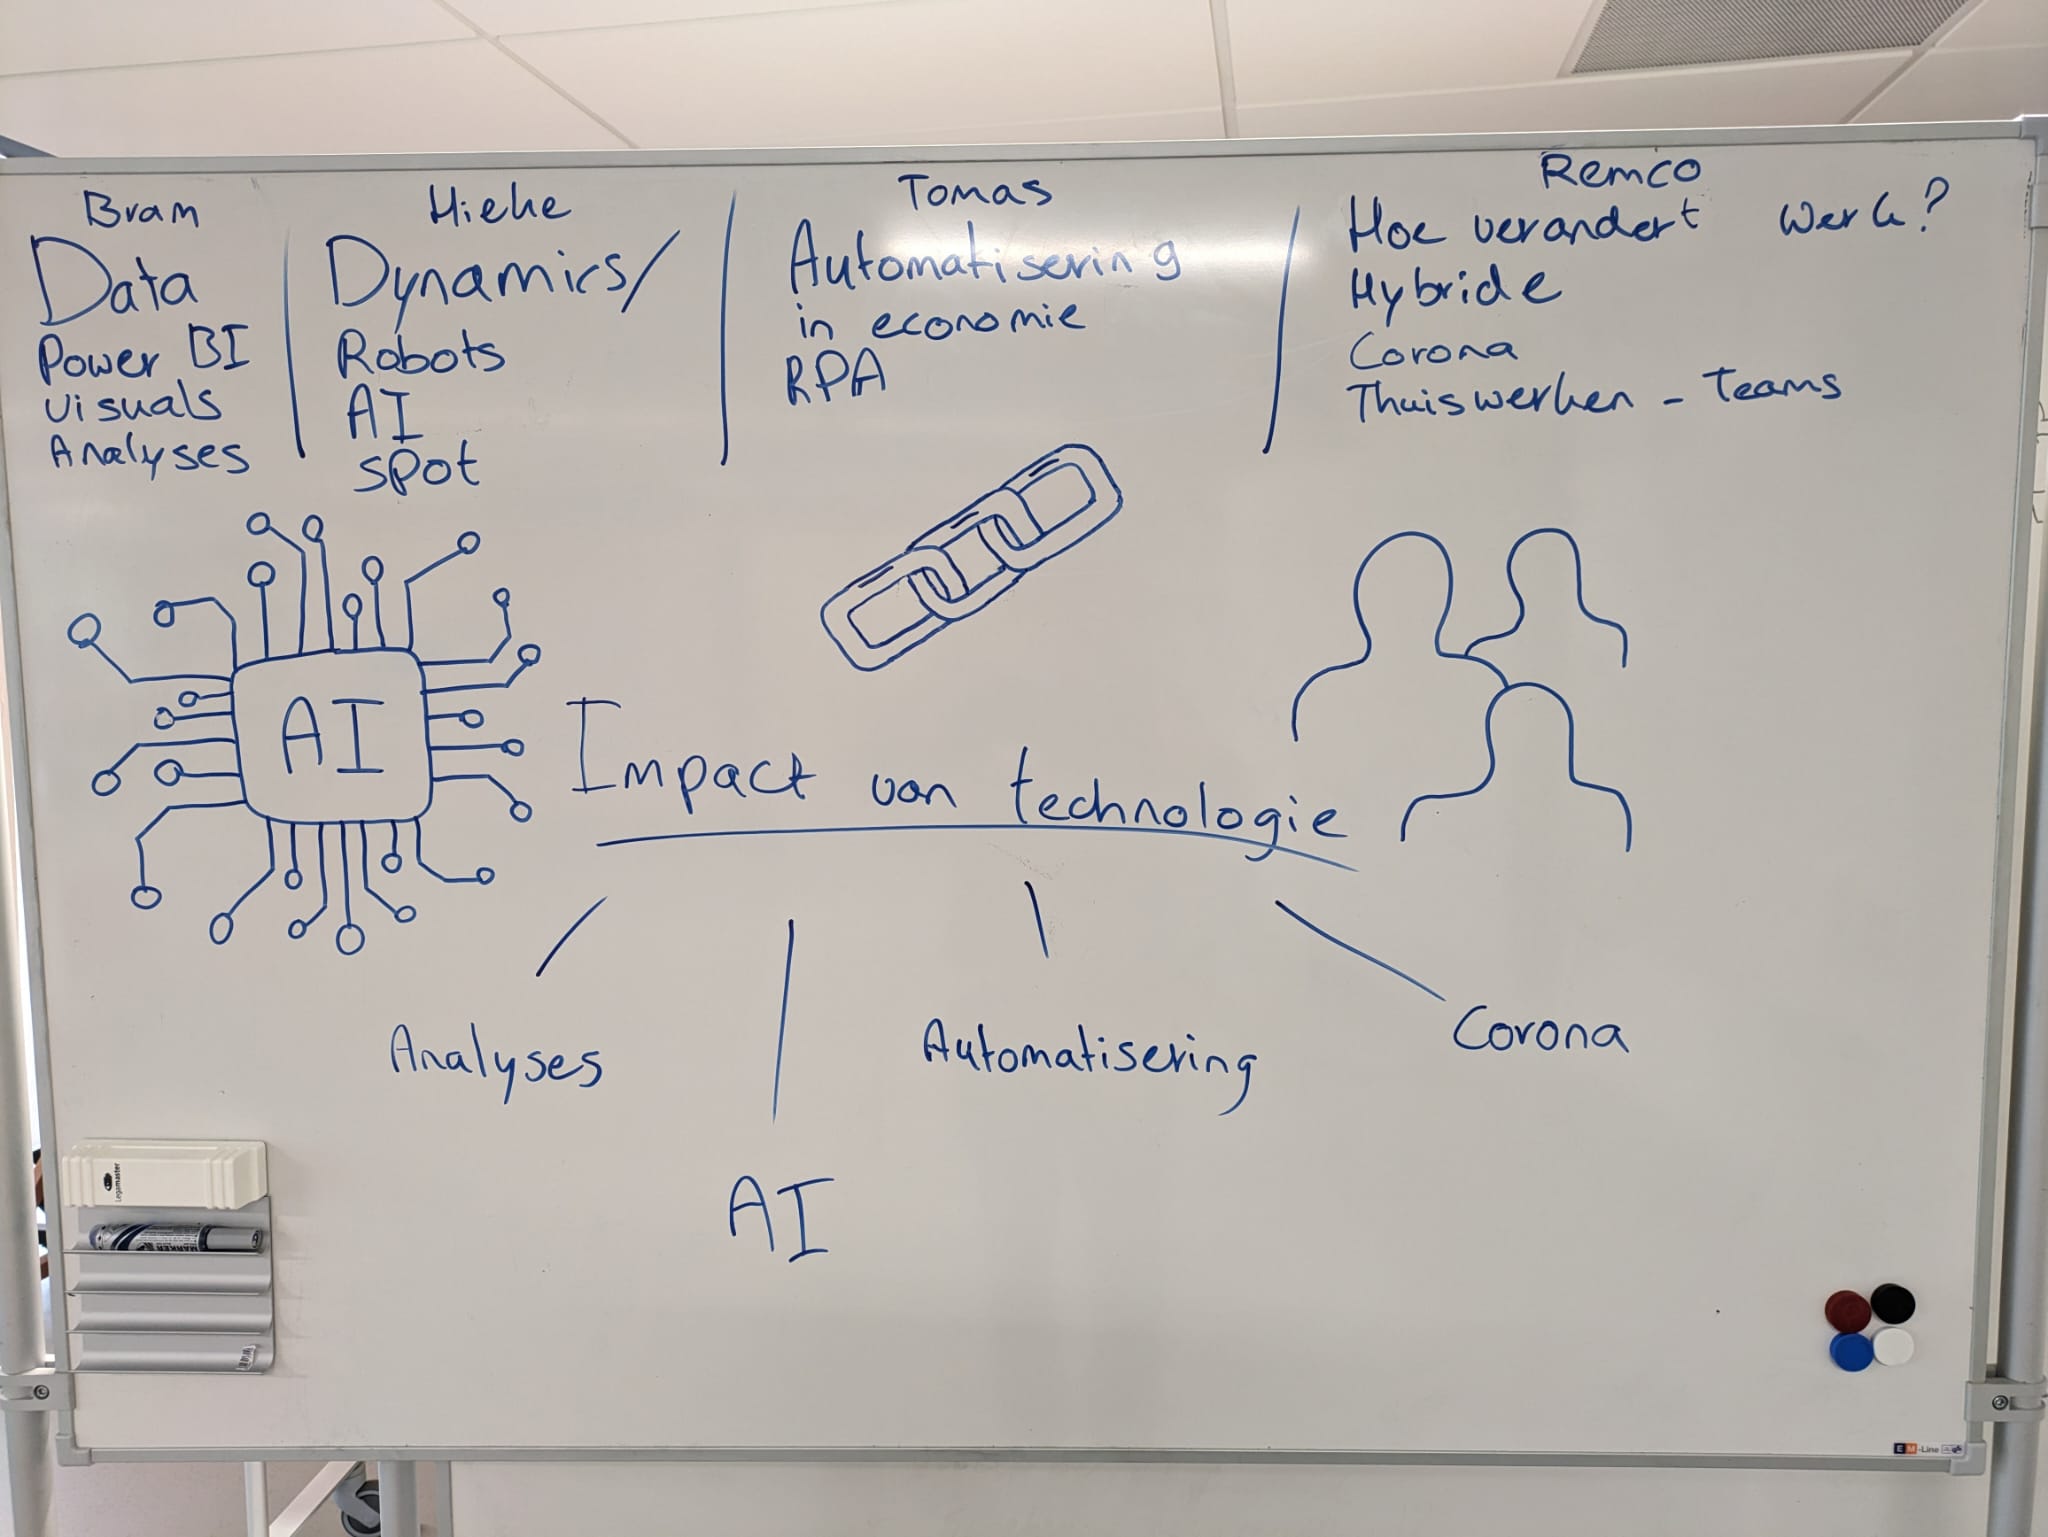 Bram
Data
Power BI
visuals
Analyses
Hieke
Dynamics/
Robots
AI
SPot
Tomas
Automatisering
in economie
RPA
Remco
Hoe verandert werk?
Hybride
Corona
Thuiswerken - Teams
AI
Impact van technologie
Analyses
AI
Automatisering
Corona
Legamaster
MARKER
EM-Line